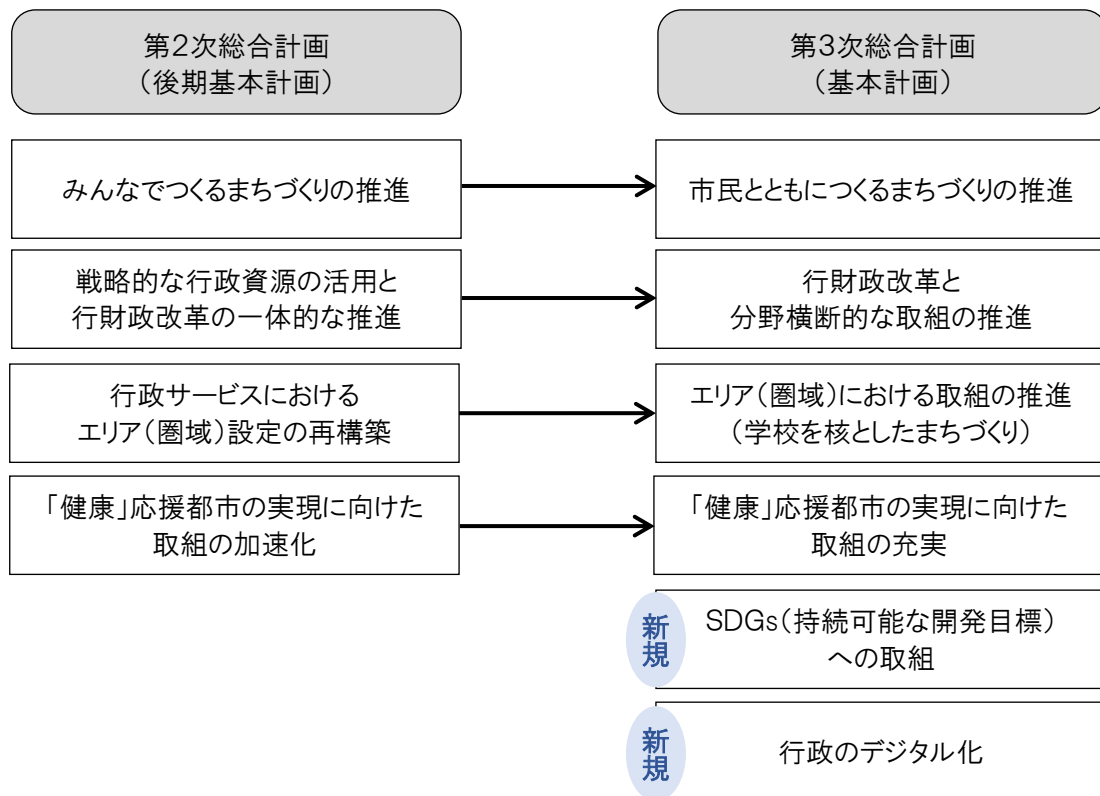 第2次総合計画
（後期基本計画）
第3次総合計画
（基本計画）
みんなでつくるまちづくりの推進
市民とともにつくるまちづくりの推進
戦略的な行政資源の活用と
行財政改革の一体的な推進
行財政改革と
分野横断的な取組の推進
行政サービスにおける
エリア（圏域）設定の再構築
エリア（圏域）における取組の推進
（学校を核としたまちづくり）
「健康」応援都市の実現に向けた
取組の加速化
「健康」応援都市の実現に向けた
取組の充実
新規
SDGs（持続可能な開発目標）
への取組
新規
行政のデジタル化